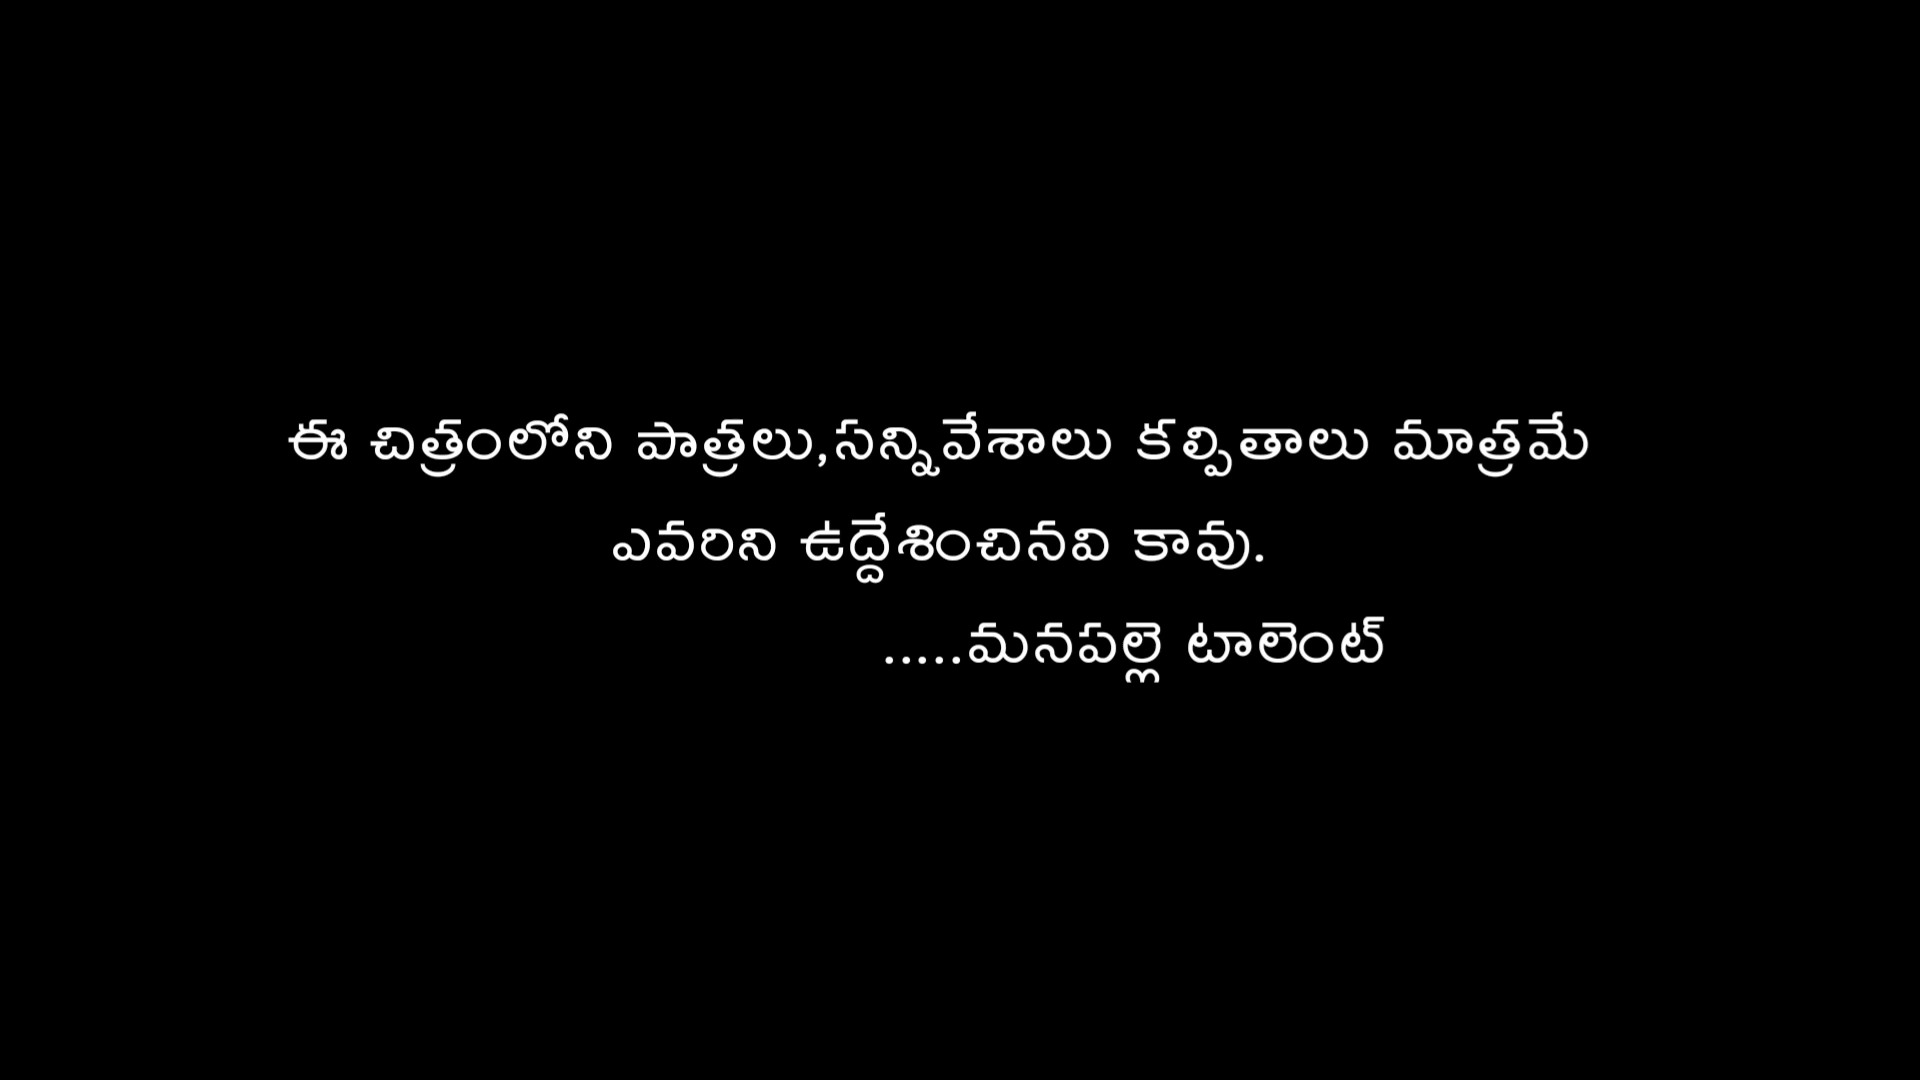 ఈ చిత్రంలోని పాత్రలు,సన్నివేశాలు కల్పితాలు మాత్రమే
ఎవరిని ఉద్దేశించినవి కావు.
.....మనపల్లె టాలెంట్